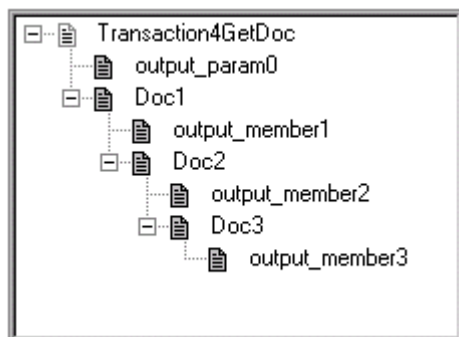 Transaction4GetDoc
output_param0
Doc1
output_member1
Doc2
output_member2
Doc3
output_member3